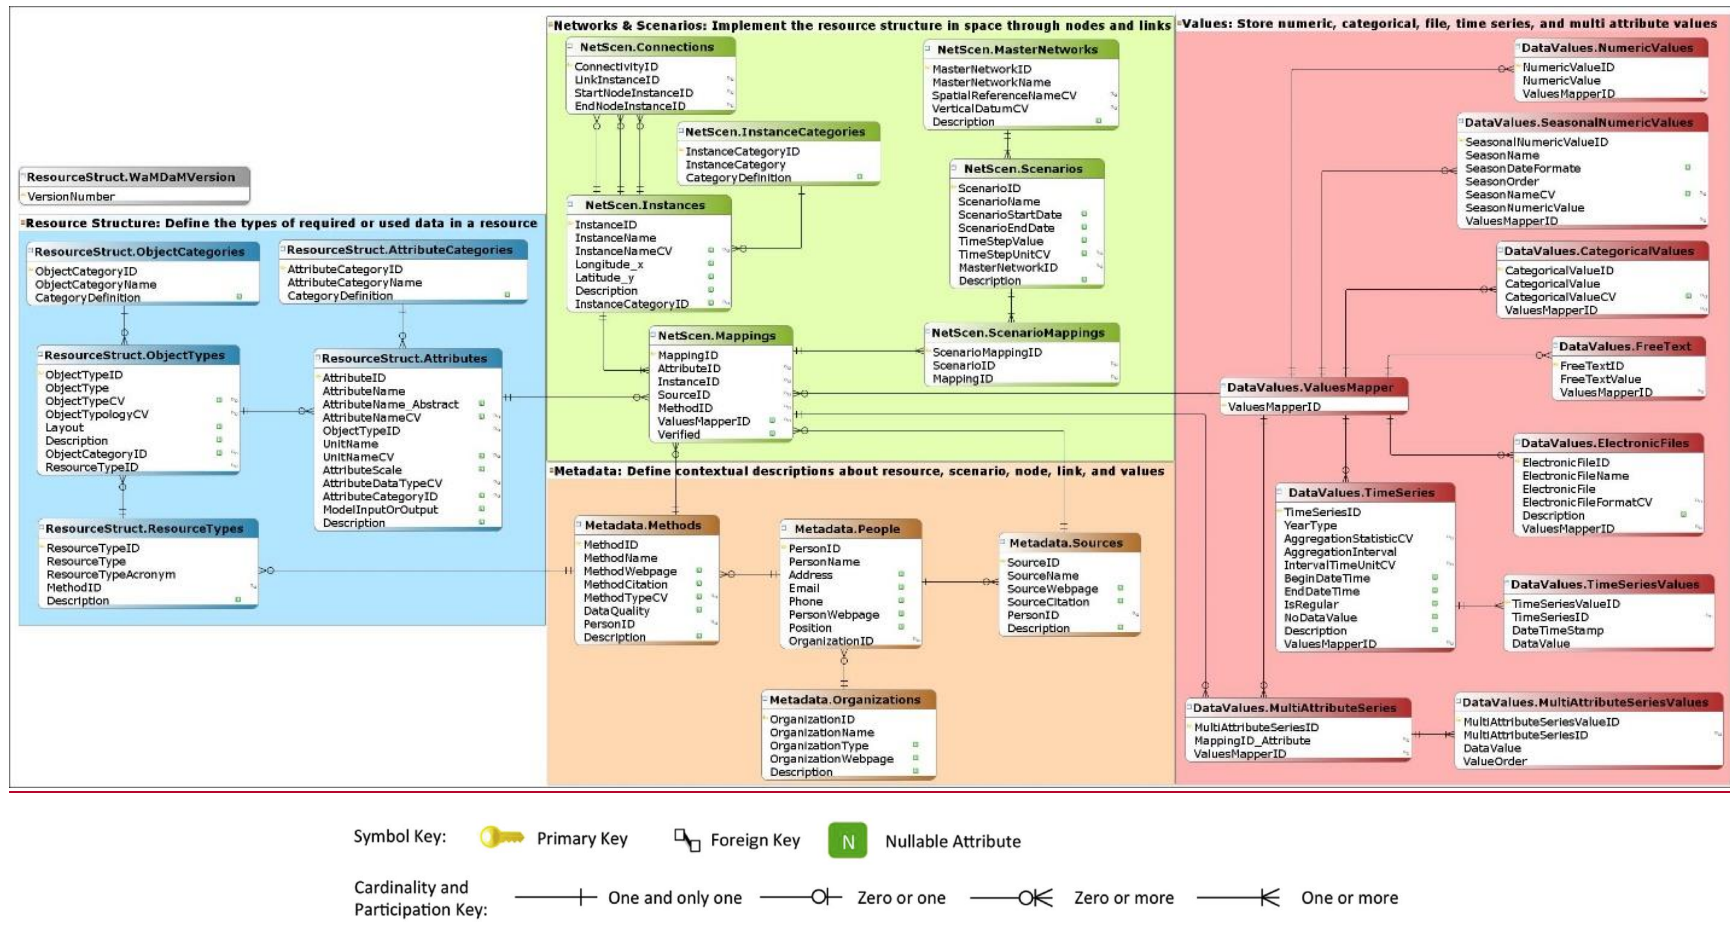 Networks & Scenarios: Implement the resource structure in space through nodes and links
NetScen.Connections
ConnectivityID
LinkInstanceID
StartNodeInstanceID
EndNodeInstanceID
NetScen.MasterNetworks
MasterNetworkID
MasterNetworkName
SpatialReferenceNameCV
VerticalDatumCV
Description
NetScen.InstanceCategories
InstanceCategoryID
InstanceCategory
CategoryDefinition
NetScen.Scenarios
ScenarioID
ScenarioName
ScenarioStartDate
ScenarioEndDate
TimeStepValue
TimeStepUnitCV
MasterNetworkID
Description
NetScen.Instances
InstanceID
InstanceName
InstanceNameCV
Longitude_x
Latitude_y
Description
InstanceCategoryID
NetScen.Mappings
MappingID
AttributeID
InstanceID
SourceID
MethodID
ValuesMapperID
Verified
NetScen.ScenarioMappings
ScenarioMappingID
ScenarioID
MappingID
ResourceStruct.WaMDaMVersion
VersionNumber
Resource Structure: Define the types of required or used data in a resource
ResourceStruct.ObjectCategories
ObjectCategoryID
ObjectCategoryName
CategoryDefinition
ResourceStruct.AttributeCategories
AttributeCategoryID
AttributeCategoryName
CategoryDefinition
ResourceStruct.ObjectTypes
ObjectTypeID
ObjectType
ObjectTypeCV
ObjectTypologyCV
Layout
Description
ObjectCategoryID
ResourceTypeID
ResourceStruct.Attributes
AttributeID
AttributeName
AttributeName_Abstract
AttributeNameCV
ObjectTypeID
UnitName
UnitNameCV
AttributeScale
AttributeDataTypeCV
AttributeCategoryID
ModelInputOrOutput
Description
ResourceStruct.ResourceTypes
ResourceTypeID
ResourceType
ResourceTypeAcronym
MethodID
Description
Metadata: Define contextual descriptions about resource, scenario, node, link, and values
Metadata.Methods
MethodID
MethodName
MethodWebpage
MethodCitation
MethodTypeCV
DataQuality
PersonID
Description
Metadata.People
PersonID
PersonName
Address
Email
Phone
PersonWebpage
Position
OrganizationID
Metadata.Sources
SourceID
SourceName
SourceWebpage
SourceCitation
PersonID
Description
Metadata.Organizations
OrganizationID
OrganizationName
OrganizationType
OrganizationWebpage
Description
Values: Store numeric, categorical, file, time series, and multi attribute values
DataValues.NumericValues
NumericValueID
NumericValue
ValuesMapperID
DataValues.SeasonalNumericValues
SeasonalNumericValueID
SeasonName
SeasonDateFormate
SeasonOrder
SeasonNameCV
SeasonNumericValue
ValuesMapperID
DataValues.CategoricalValues
CategoricalValueID
CategoricalValue
CategoricalValueCV
ValuesMapperID
DataValues.FreeText
FreeTextID
FreeTextValue
ValuesMapperID
DataValues.ValuesMapper
ValuesMapperID
DataValues.ElectronicFiles
ElectronicFileID
ElectronicFileName
ElectronicFile
ElectronicFileFormatCV
Description
ValuesMapperID
DataValues.TimeSeries
TimeSeriesID
YearType
AggregationStatisticCV
AggregationInterval
IntervalTimeUnitCV
BeginDateTime
EndDateTime
IsRegular
NoDataValue
Description
ValuesMapperID
DataValues.TimeSeriesValues
TimeSeriesValueID
TimeSeriesID
DateTimeStamp
DataValue
DataValues.MultiAttributeSeries
MultiAttributeSeriesID
MappingID_Attribute
ValuesMapperID
DataValues.MultiAttributeSeriesValues
MultiAttributeSeriesValueID
MultiAttributeSeriesID
DataValue
ValueOrder
Symbol Key: Primary Key Foreign Key N Nullable Attribute
Cardinality and
Participation Key: One and only one Zero or one Zero or more One or more